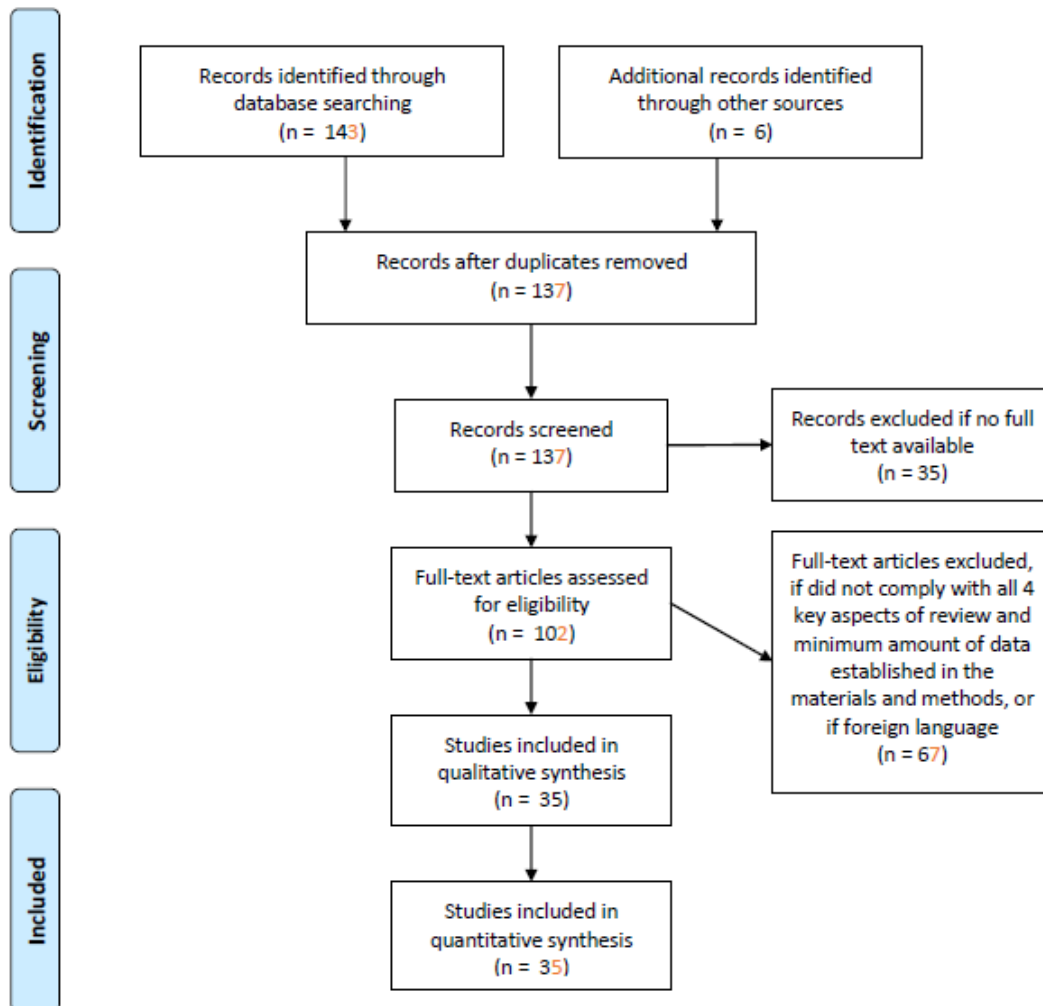 Identification
Records identified through
database searching
(n = 143)
Additional records identified
through other sources
(n = 6)
Records after duplicates removed
(n = 137)
Screening
Records screened
(n = 137)
Records excluded if no full
text available
(n = 35)
Eligibility
Full-text articles assessed
for eligibility
(n = 102)
Full-text articles excluded,
if did not comply with all 4
key aspects of review and
minimum amount of data
established in the
materials and methods, or
if foreign language
(n = 67)
Studies included in
qualitative synthesis
(n = 35)
Included
Studies included in
quantitative synthesis
(n = 35)